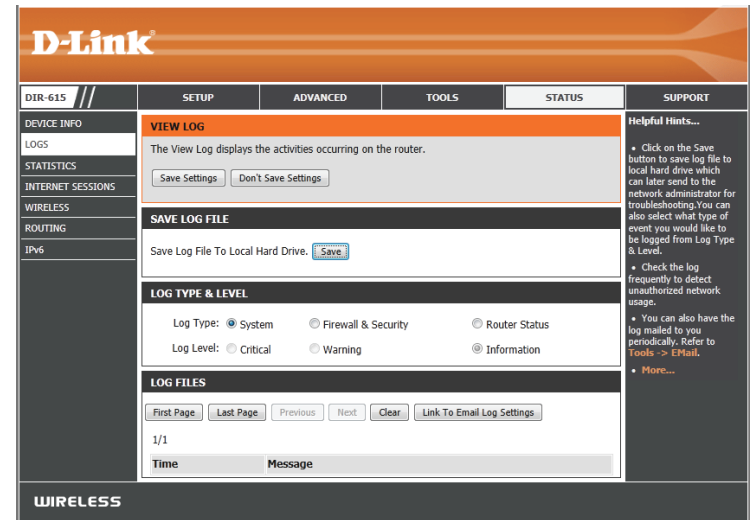 D-Link
DIR-615 //
SETUP
ADVANCED
TOOLS
STATUS
SUPPORT
DEVICE INFO
LOGS
STATISTICS
INTERNET SESSIONS
WIRELESS
ROUTING
IPv6
VIEW LOG
The View Log displays the activities occurring on the router.
Save Settings Don't Save Settings
SAVE LOG FILE
Save Log File To Local Hard Drive. Save
LOG TYPE & LEVEL
Log Type: System Firewall & Security Router Status
Log Level: Critical Warning Information
LOG FILES
First Page Last Page Previous Next Clear Link To Email Log Settings
1/1
Time Message
Helpful Hints...
• Click on the Save
button to save log file to
local hard drive which
can later send to the
network administrator for
troubleshooting.You can
also select what type of
event you would like to
be logged from Log Type
& Level.
• Check the log
frequently to detect
unauthorized network
usage.
• You can also have the
log mailed to you
periodically. Refer to
Tools -> EMail.
• More...
WIRELESS